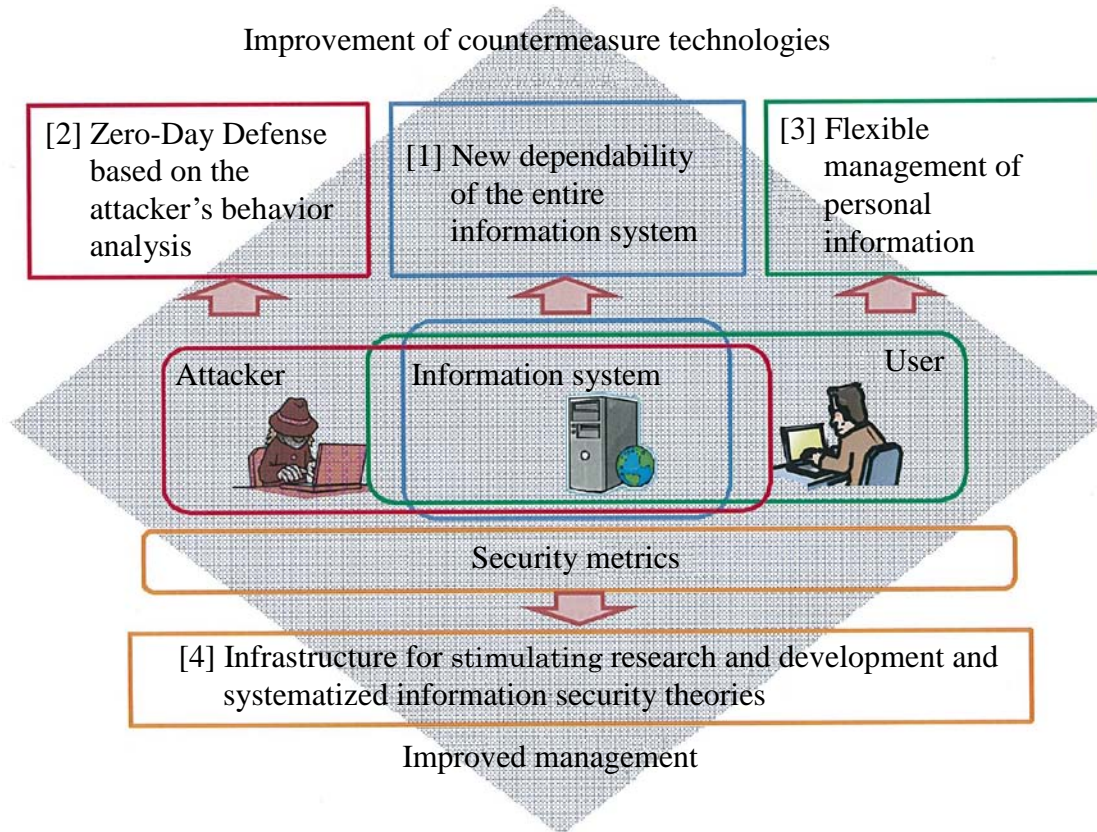 Improvement of countermeasure technologies
[2] Zero-Day Defense
based on the
attacker’s behavior
analysis
[1] New dependability
of the entire
information system
[3] Flexible
management of
personal
information
Attacker
Information system
User
Security metrics
[4] Infrastructure for stimulating research and development and
systematized information security theories
Improved management